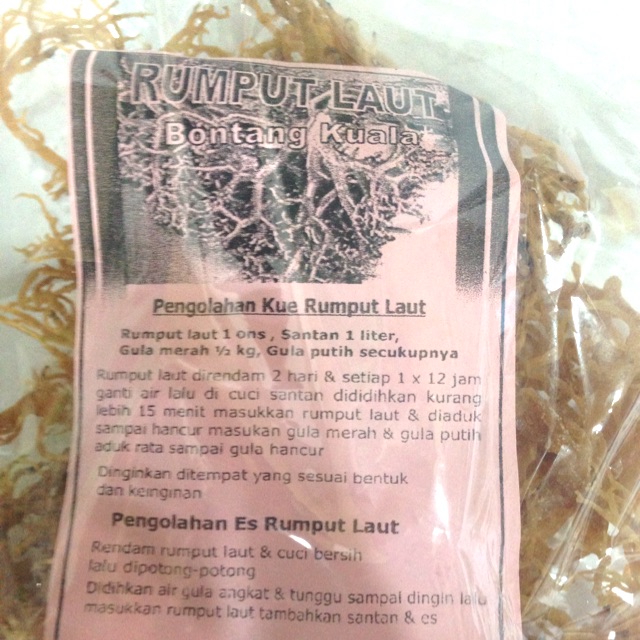 RUMPUT LAUT
Bontang Kuala
Pengolahan Kue Rumput Laut
Rumput laut 1 ons , Santan 1 liter,
Gula merah ½ kg, Gula putih secukupnya
Rumput laut direndam 2 hari & setiap 1 x 12 jam
ganti air lalu di cuci santan dididihkan kurang
lebih 15 menit masukkan rumput laut & diaduk
sampai hancur masukan gula merah & gula putih
aduk rata sampai gula hancur
Dinginkan ditempat yang sesuai bentuk
dan keinginan
Pengolahan Es Rumput Laut
Rendam rumput laut & cuci bersih
lalu dipotong-potong
Didihkan air gula angkat & tunggu sampai dingin lalu
masukkan rumput laut tambahkan santan & es